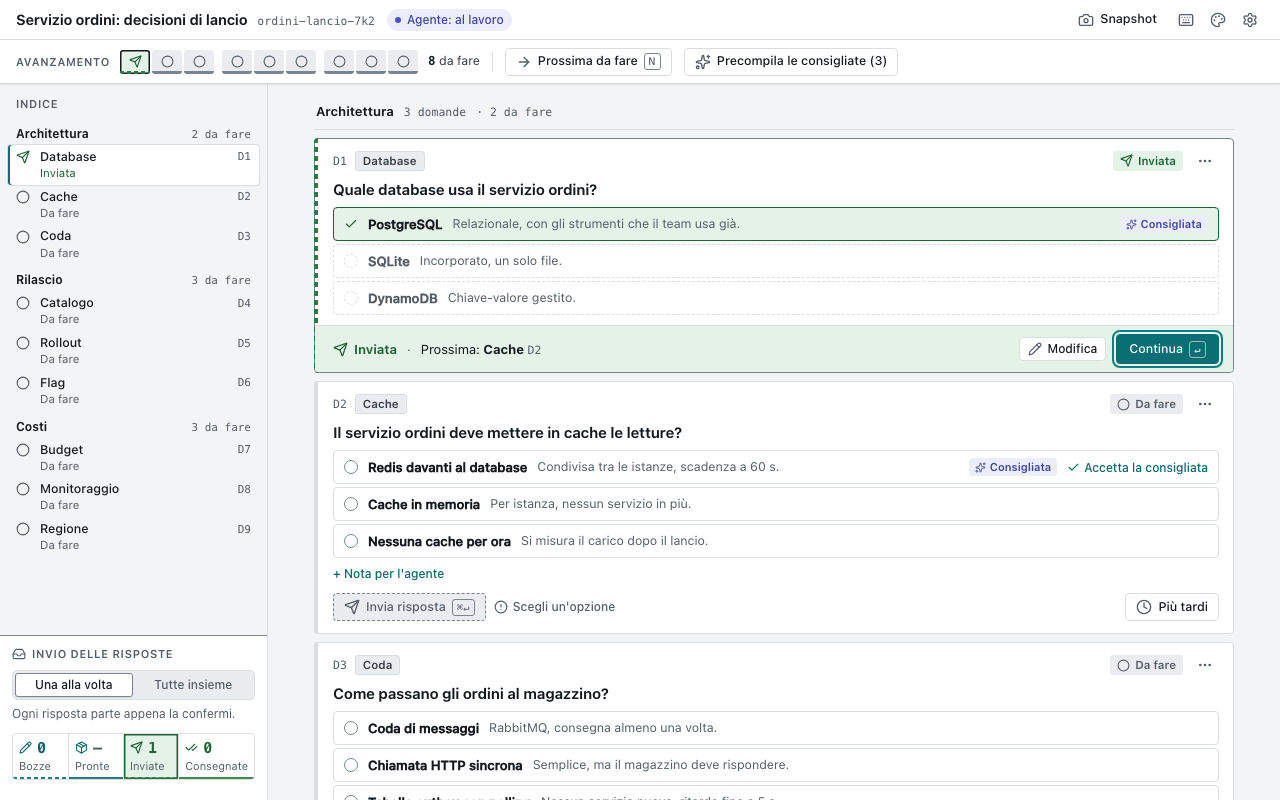 Servizio ordini: decisioni di lancio ordini-lancio-7k2 Agente: al lavoro Snapshot
AVANZAMENTO 8 da fare Prossima da fare N Precompila le consigliate (3)
INDICE
Architettura 2 da fare
Database D1
Inviata
Cache D2
Da fare
Coda D3
Da fare
Rilascio 3 da fare
Catalogo D4
Da fare
Rollout D5
Da fare
Flag D6
Da fare
Costi 3 da fare
Budget D7
Da fare
Monitoraggio D8
Da fare
Regione D9
Da fare
INVIO DELLE RISPOSTE
Una alla volta Tutte insieme
Ogni risposta parte appena la confermi.
0 – 1 0
Bozze Pronte Inviate Consegnate
Architettura 3 domande · 2 da fare
D1 Database Inviata
Quale database usa il servizio ordini?
PostgreSQL Relazionale, con gli strumenti che il team usa già. Consigliata
SQLite Incorporato, un solo file.
DynamoDB Chiave-valore gestito.
Inviata · Prossima: Cache D2 Modifica Continua ↵
D2 Cache Da fare
Il servizio ordini deve mettere in cache le letture?
Redis davanti al database Condivisa tra le istanze, scadenza a 60 s. Consigliata Accetta la consigliata
Cache in memoria Per istanza, nessun servizio in più.
Nessuna cache per ora Si misura il carico dopo il lancio.
+ Nota per l'agente
Invia risposta ⌘↵ Scegli un'opzione Più tardi
D3 Coda Da fare
Come passano gli ordini al magazzino?
Coda di messaggi RabbitMQ, consegna almeno una volta.
Chiamata HTTP sincrona Semplice, ma il magazzino deve rispondere.